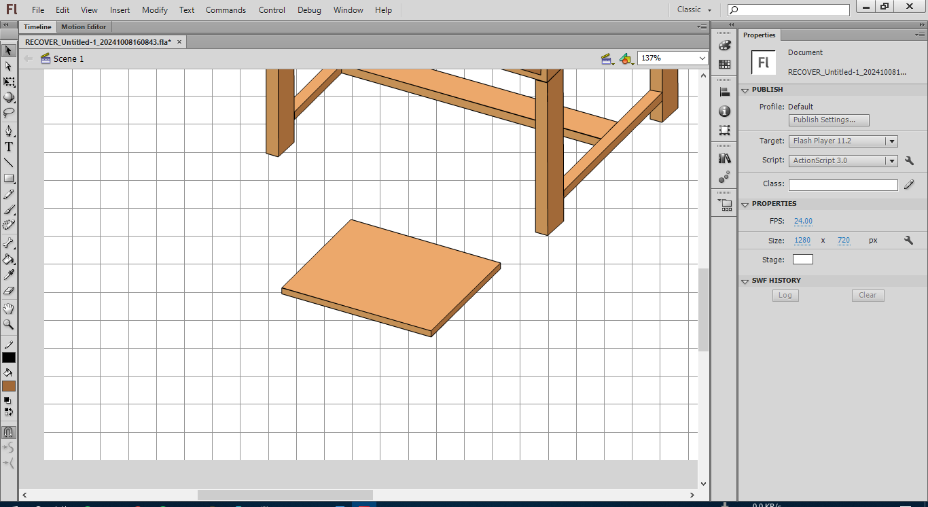 Fl File Edit View Insert Modify Text Commands Control Debug Window Help Classic
Timeline Motion Editor
RECOVER_Untitled-1_20241008160843.fla* ×
Scene 1
137%
Properties
Fl
Document
RECOVER_Untitled-1_202410081...
PUBLISH
Profile: Default
Publish Settings...
Target: Flash Player 11.2
Script: ActionScript 3.0
Class:
PROPERTIES
FPS: 24.00
Size: 1280 x 720 px
Stage:
SWF HISTORY
Log Clear
T